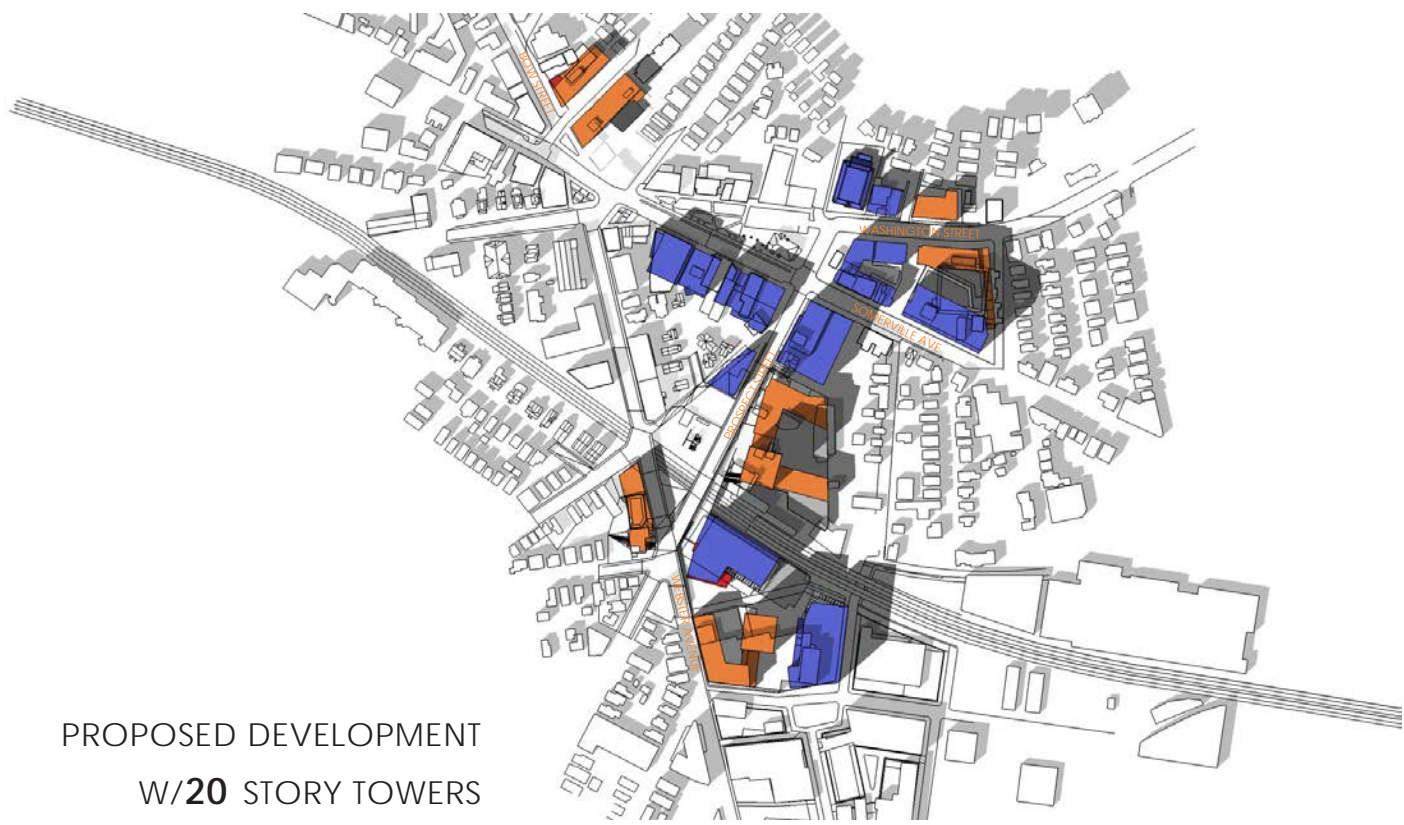 BOW STREET
WASHINGTON STREET
SOMERVILLE AVE
PROSPECT STREET
WEBSTER AVENUE
PROPOSED DEVELOPMENT
W/20 STORY TOWERS